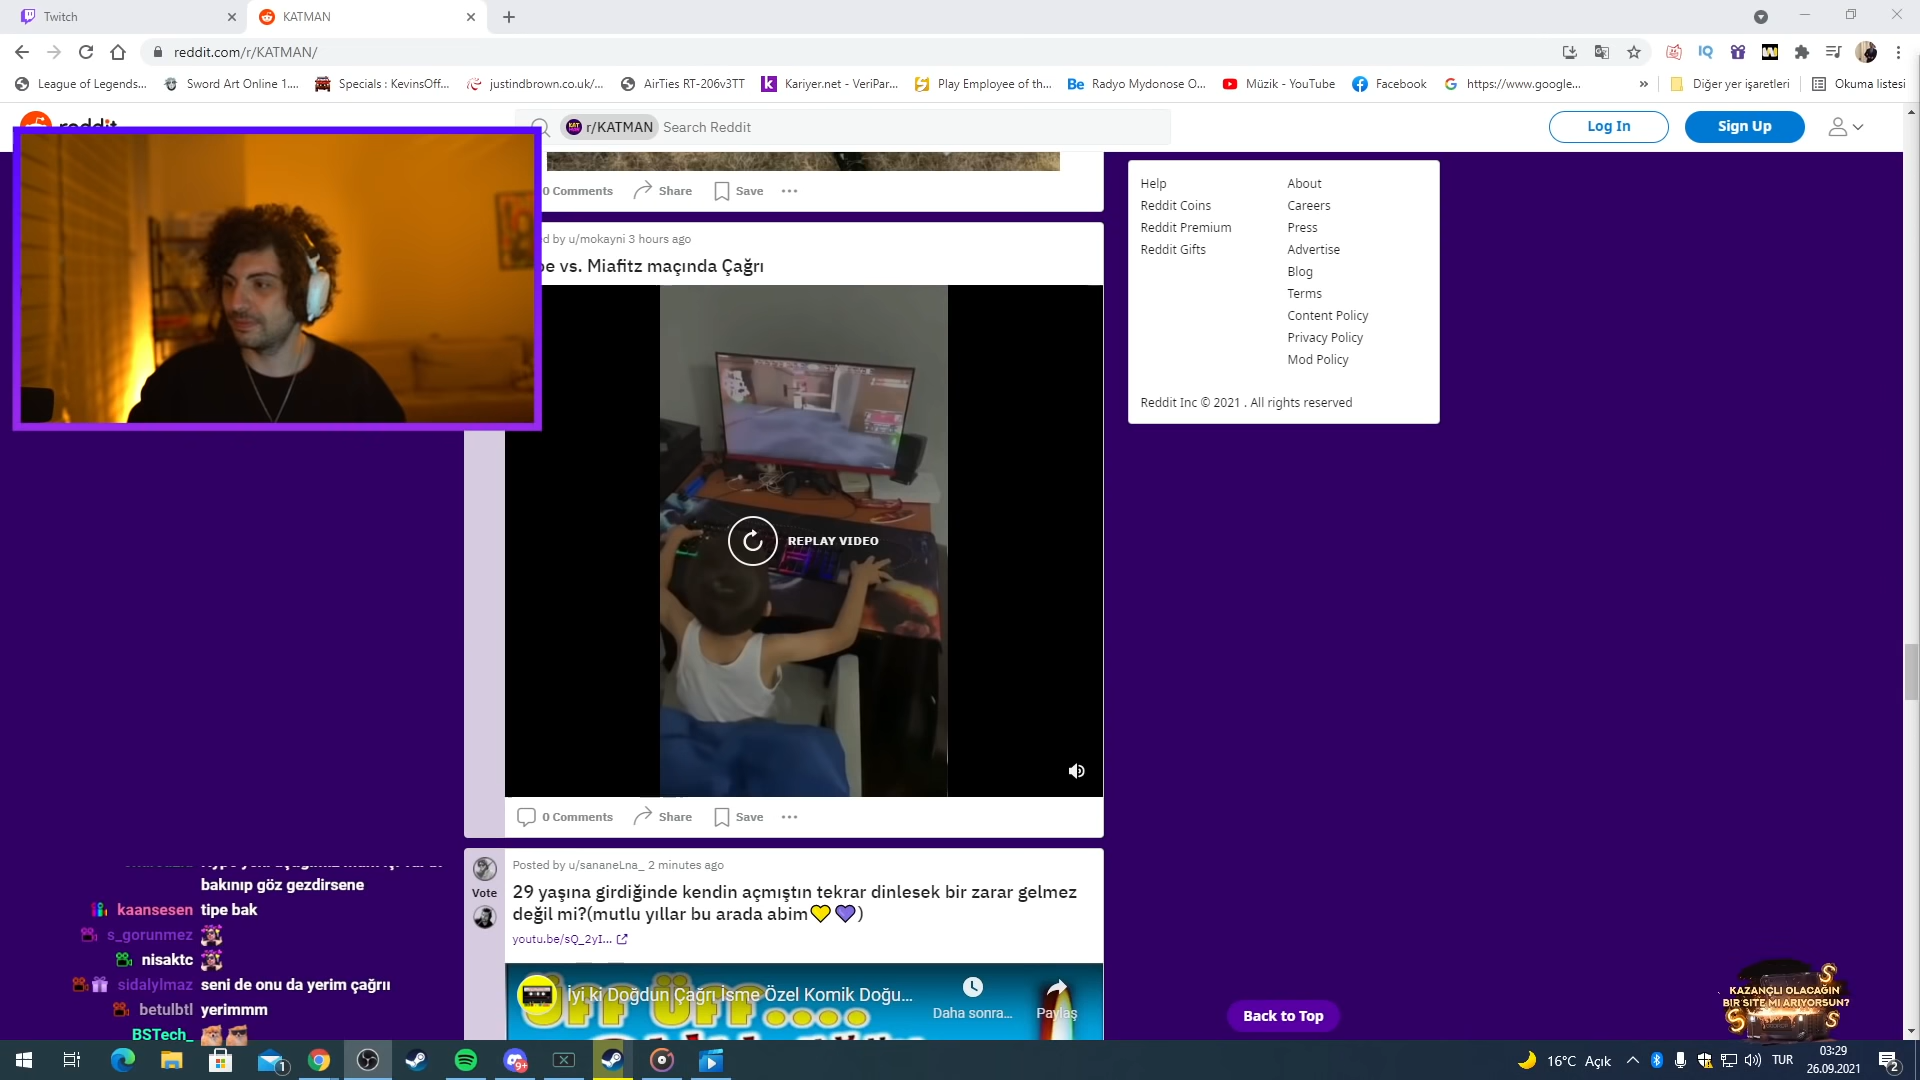 Twitch
KATMAN
reddit.com/r/KATMAN/
League of Legends...
Sword Art Online 1....
Specials : KevinsOff...
justindbrown.co.uk/...
AirTies RT-206v3TT
Kariyer.net - VeriPar...
Play Employee of th...
Radyo Mydonose O...
Müzik - YouTube
Facebook
https://www.google...
»
Diğer yer işaretleri
Okuma listesi
r/KATMAN
Search Reddit
Log In
Sign Up
0 Comments
Share
Save
Help
Reddit Coins
Reddit Premium
Reddit Gifts
About
Careers
Press
Advertise
Blog
Terms
Content Policy
Privacy Policy
Mod Policy
Reddit Inc © 2021 . All rights reserved
by u/mokayni 3 hours ago
vs. Miafitz maçında Çağrı
REPLAY VIDEO
0 Comments
Share
Save
Vote
Posted by u/sananeLna_ 2 minutes ago
29 yaşına girdiğinde kendin açmıştın tekrar dinlesek bir zarar gelmez
değil mi?(mutlu yıllar bu arada abim💛💜)
youtu.be/sQ_2yI...
İyi ki Doğdun Çağrı İsme Özel Komik Doğu...
Daha sonra...
Paylaş
ÖFF ÜFF....
bakınıp göz gezdirsene
kaansesen tipe bak
s_gorunmez
nisaktc
sidalylmaz seni de onu da yerim çağrıı
betulbtl yerimmm
BSTech_
Back to Top
KAZANÇLI OLACAĞIN
BIR SITE MI ARIYORSUN?
16°C Açık
TUR
03:29
26.09.2021
1
9+
2